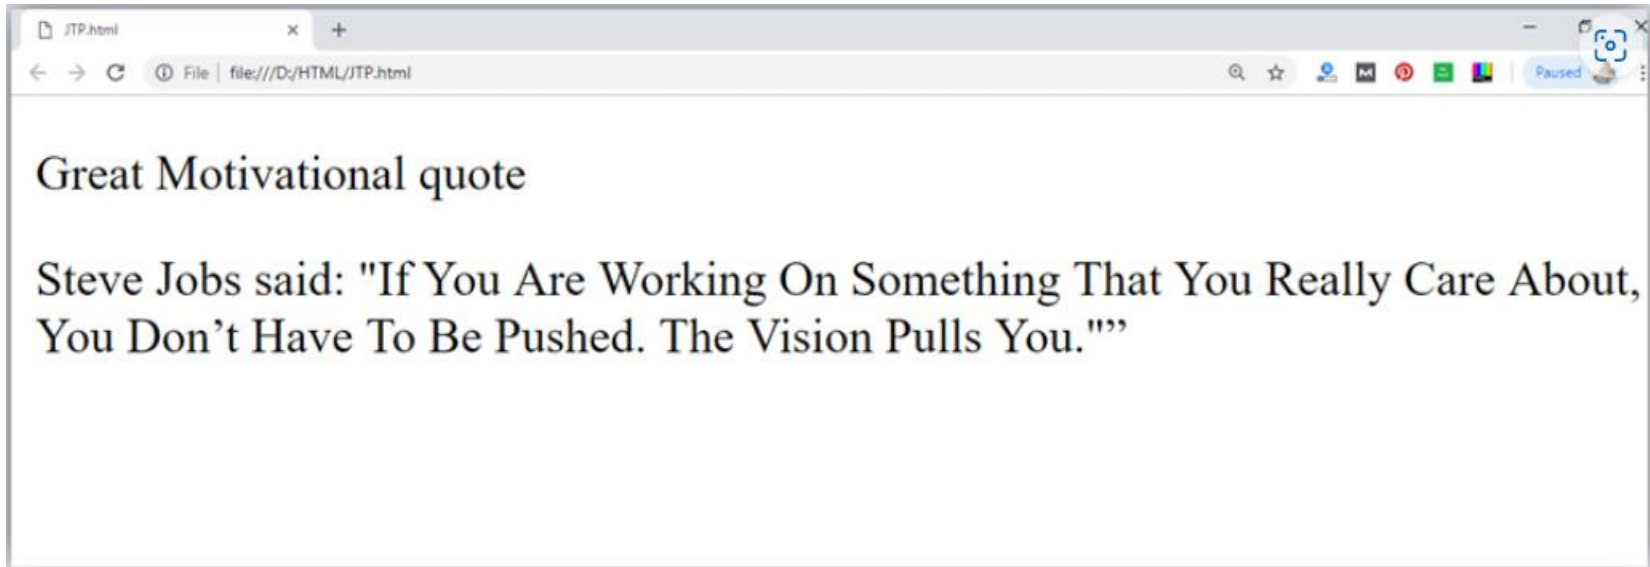 JTP.html
File | file:///D:/HTML/JTP.html
Paused
Great Motivational quote
Steve Jobs said: "If You Are Working On Something That You Really Care About,
You Don’t Have To Be Pushed. The Vision Pulls You."”